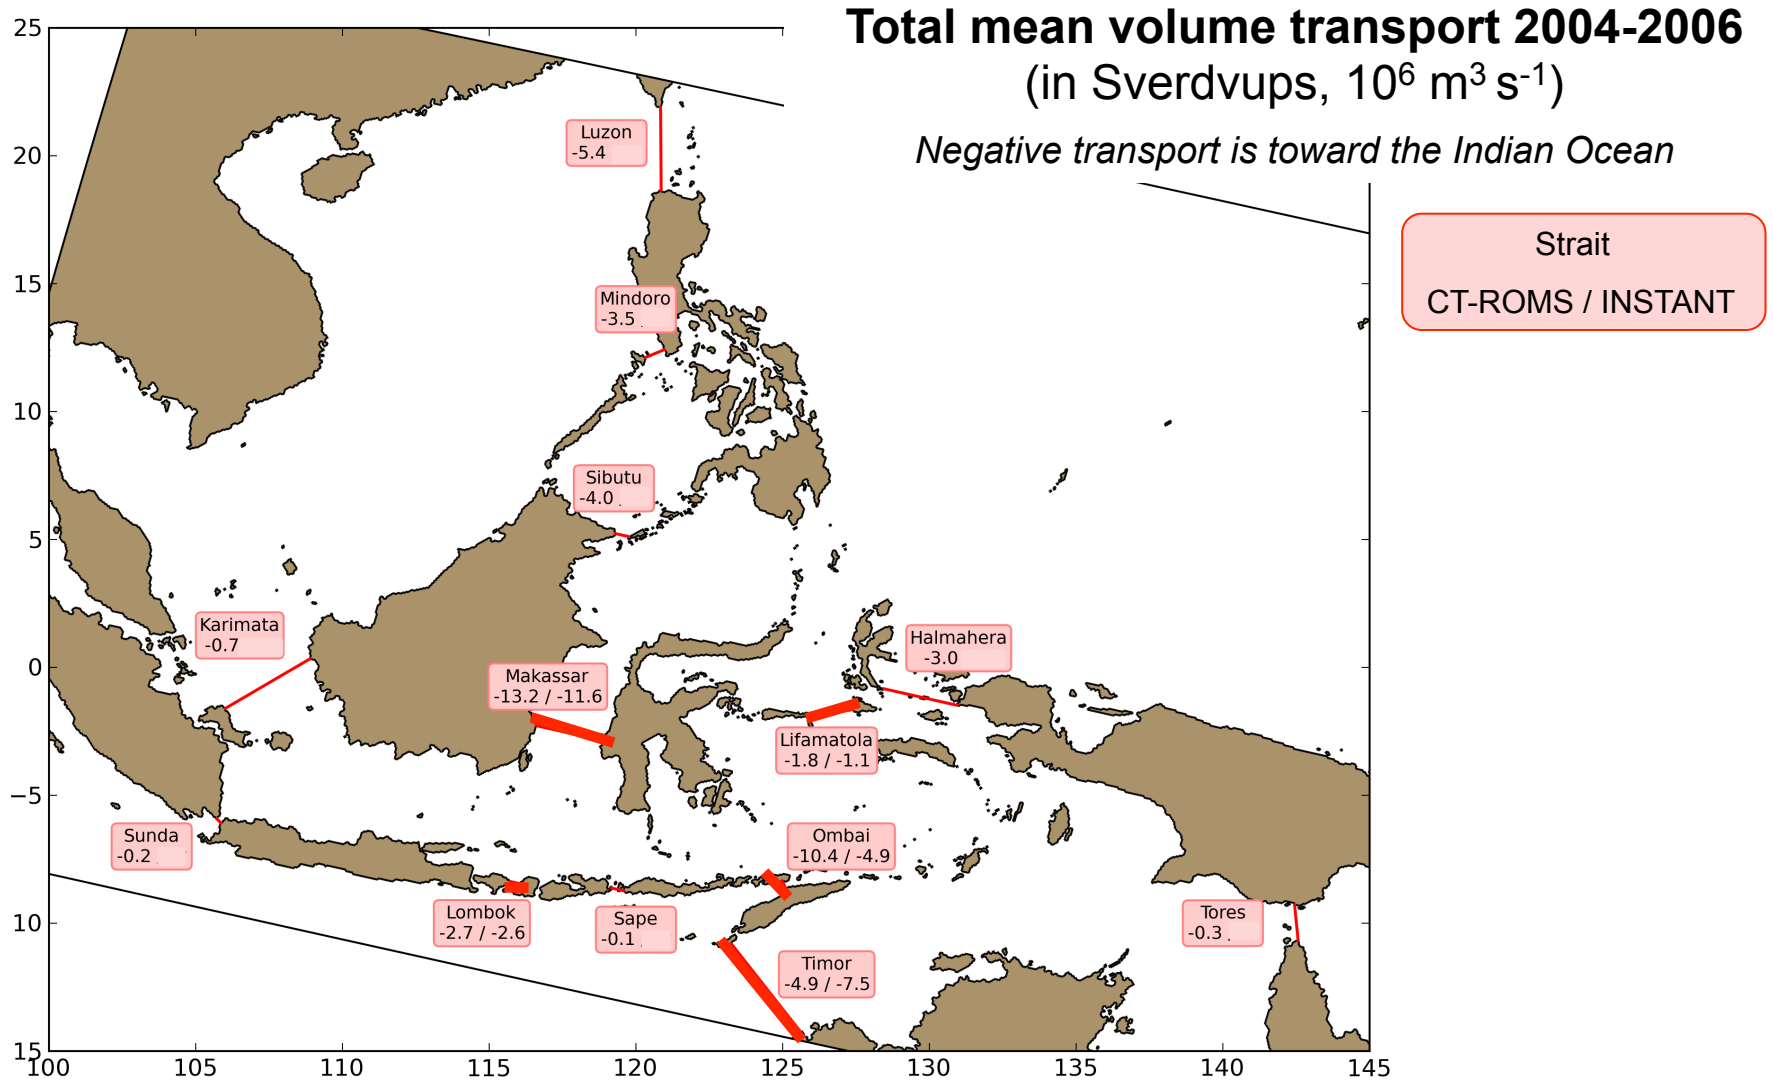 Total mean volume transport 2004-2006
(in Sverdvups, 10⁶ m³ s⁻¹)
Negative transport is toward the Indian Ocean
Strait
CT-ROMS / INSTANT
25
20
15
10
5
0
−5
10
15
100
105
110
115
120
125
130
135
140
145
Luzon
-5.4
Mindoro
-3.5
Sibutu
-4.0
Karimata
-0.7
Makassar
-13.2 / -11.6
Halmahera
-3.0
Lifamatola
-1.8 / -1.1
Sunda
-0.2
Ombai
-10.4 / -4.9
Lombok
-2.7 / -2.6
Sape
-0.1
Timor
-4.9 / -7.5
Tores
-0.3